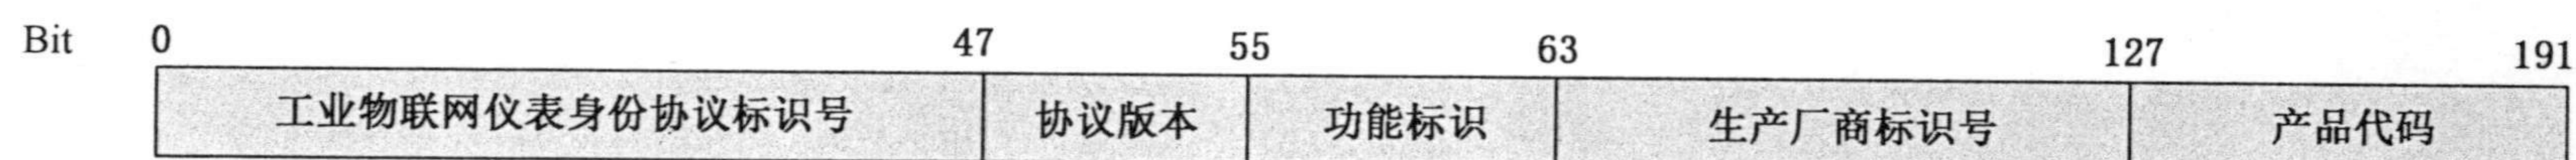 Bit 0 47 55 63 127 191
工业物联网仪表身份协议标识号 协议版本 功能标识 生产厂商标识号 产品代码